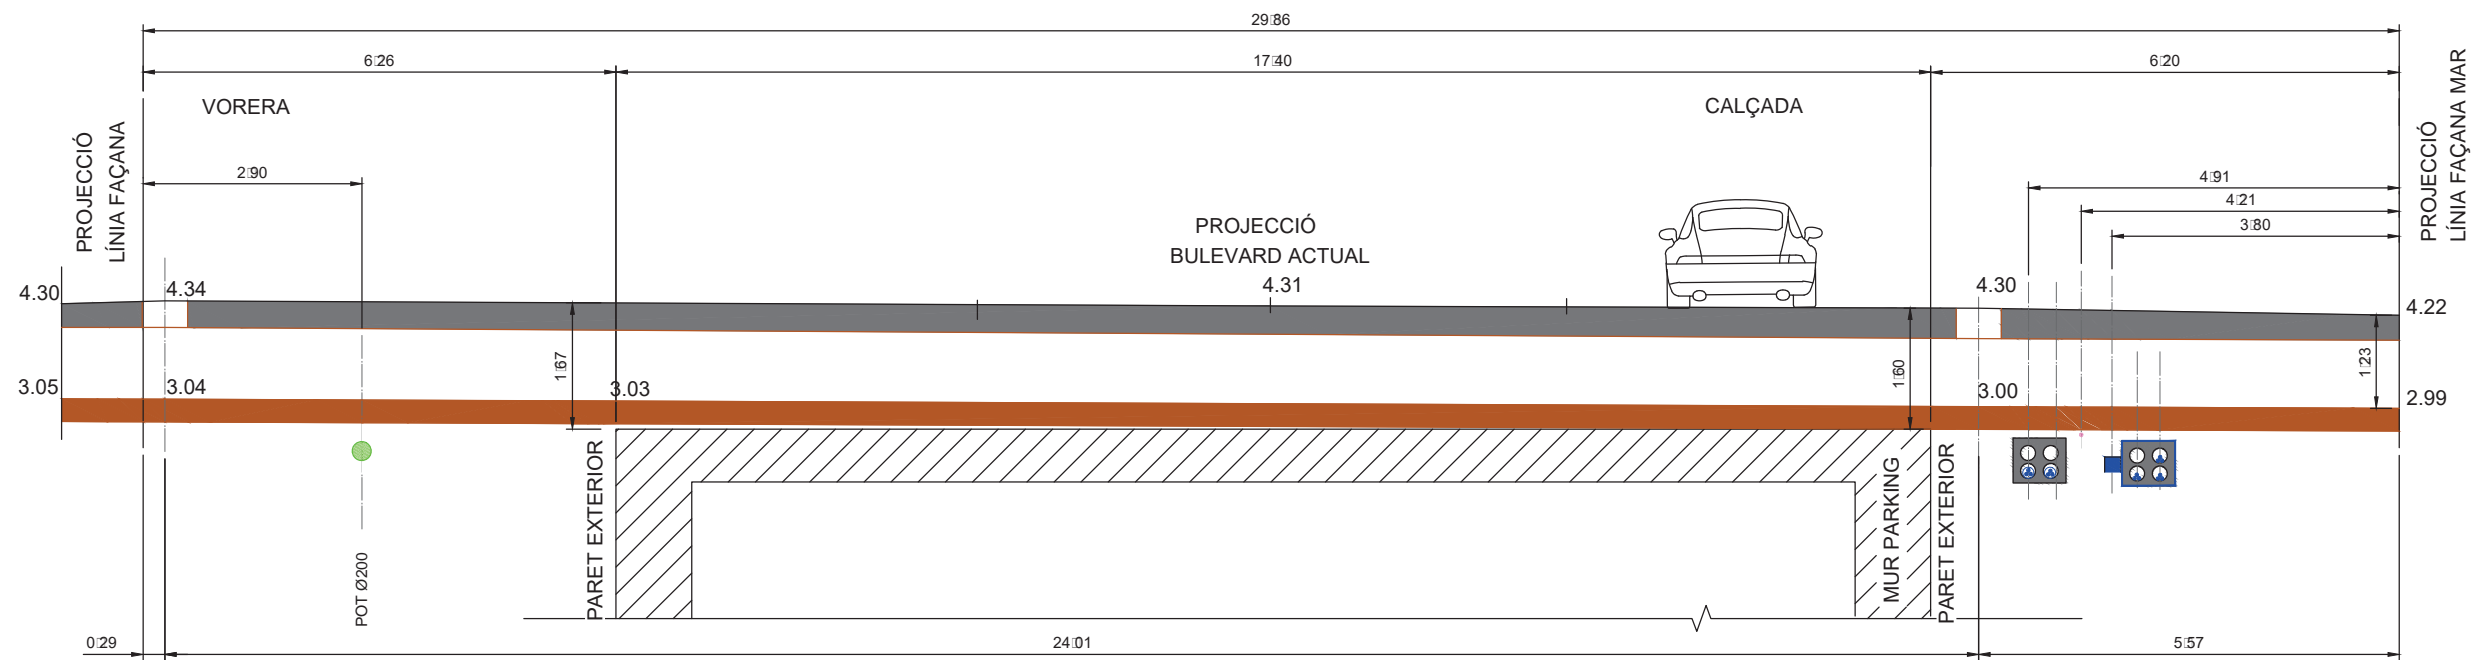 29.86
6.26
17.40
6.20
VORERA
CALÇADA
PROJECCIÓ
LÍNIA FAÇANA
PROJECCIÓ
LÍNIA FAÇANA MAR
2.90
4.91
4.21
3.80
PROJECCIÓ
BULEVARD ACTUAL
4.30
4.34
4.31
4.30
4.22
1.67
1.60
1.23
3.05
3.04
3.03
3.00
2.99
POT Ø200
PARET EXTERIOR
MUR PARKING
PARET EXTERIOR
0.29
24.01
5.57